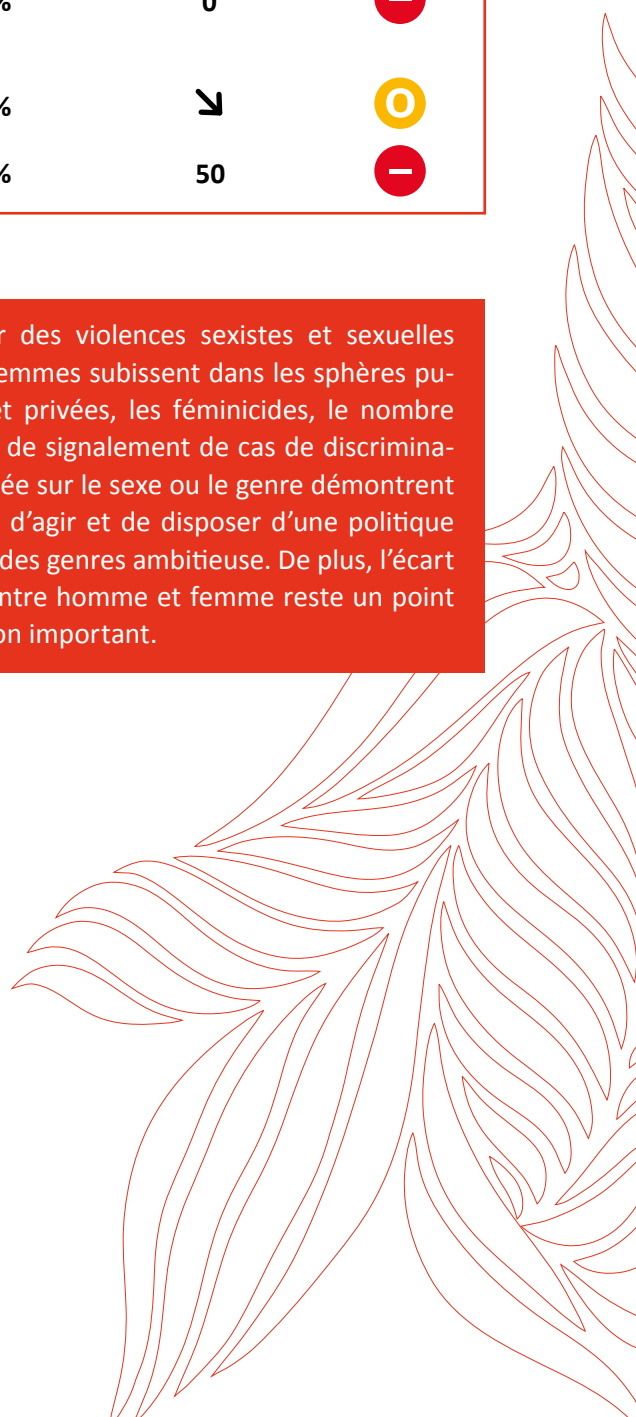 % 0 −
% ↘ O
% 50 −
r des violences sexistes et sexuelles
emmes subissent dans les sphères pu-
et privées, les féminicides, le nombre
de signalement de cas de discrimina-
ée sur le sexe ou le genre démontrent
d'agir et de disposer d'une politique
des genres ambitieuse. De plus, l'écart
ntre homme et femme reste un point
on important.